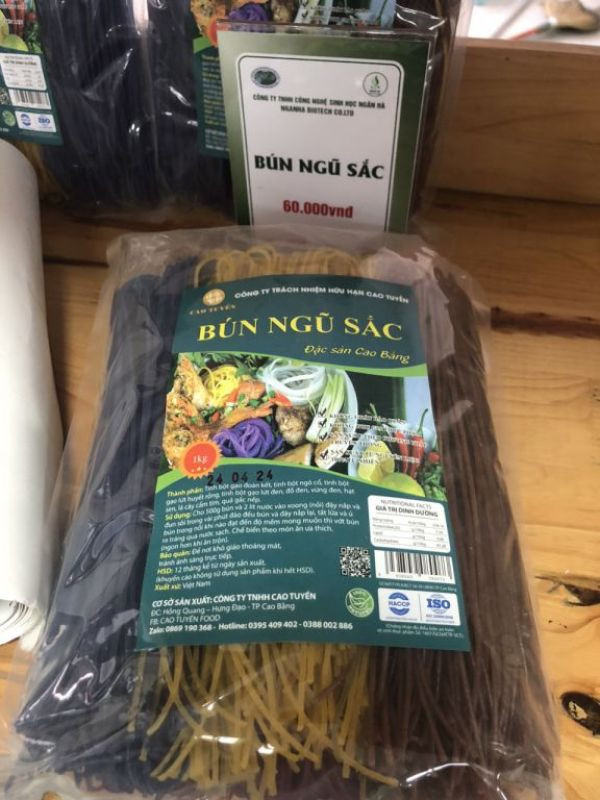 CÔNG TY TNHH CÔNG NGHỆ SINH HỌC NGÂN HÀ
NGANHA BIOTECH CO.LTD
BÚN NGŨ SẮC
60.000vnđ
CAO TUYỀN
CÔNG TY TRÁCH NHIỆM HỮU HẠN CAO TUYỀN
BÚN NGŨ SẮC
Đặc sản Cao Bằng
1kg
24 04 24
Thành phần: Tinh bột gạo đoàn kết, tinh bột ngô cổ, tinh bột
gạo lứt huyết rồng, tinh bột gạo lứt đen, đỗ đen, vừng đen, hạt
sen, lá cây cẩm tím, quả gấc nếp.
Sử dụng: Cho 500g bún và 2 lít nước vào xoong (nồi) đậy nắp và
đun sôi trong vài phút đảo đều bún và đậy nắp lại, tắt lửa và ủ
bún trong nồi khi nào đạt đến độ mềm mong muốn thì vớt bún
ra tráng qua nước sạch. Chế biến theo món ăn ưa thích,
(ngon hơn khi ăn trộn).
Bảo quản: Để nơi khô giáo thoáng mát,
tránh ánh sáng trực tiếp.
HSD: 12 tháng kể từ ngày sản xuất.
(khuyến cáo không sử dụng sản phẩm khi hết HSD).
Xuất xứ: Việt Nam
NUTRITIONAL FACTS
GIÁ TRỊ DINH DƯỠNG
CƠ SỞ SẢN XUẤT: CÔNG TY TNHH CAO TUYỀN
ĐC: Hồng Quang – Hưng Đạo - TP Cao Bằng
FB: CAO TUYỀN FOOD
Zalo: 0869 190 368 - Hotline: 0395 409 402 - 0388 002 886
HACCP
ISO